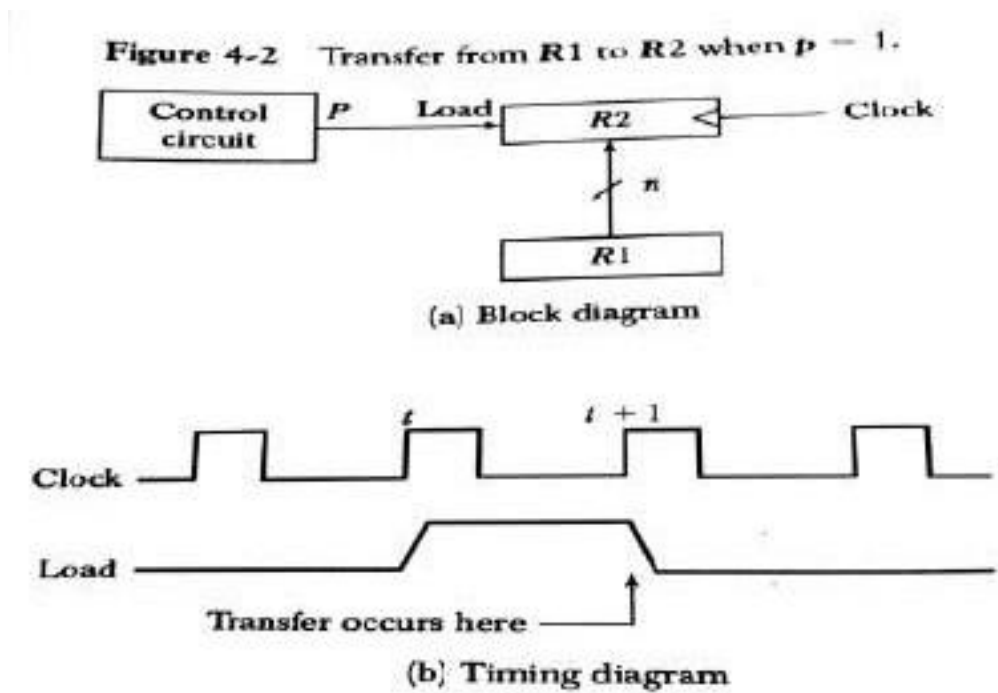 Figure 4-2 Transfer from R1 to R2 when p = 1.
Control
circuit
P
Load
R2
Clock
n
R1
(a) Block diagram
t
t + 1
Clock
Load
Transfer occurs here
(b) Timing diagram